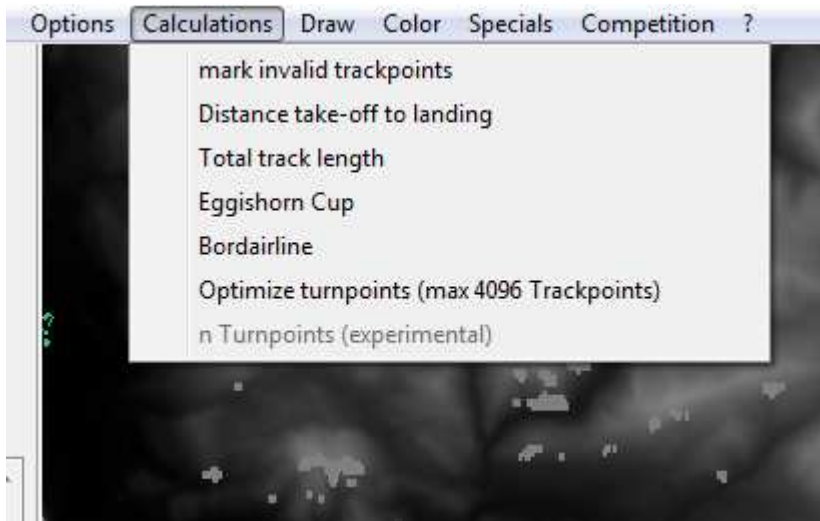 Options Calculations Draw Color Specials Competition ?
mark invalid trackpoints
Distance take-off to landing
Total track length
Eggishorn Cup
Bordairline
Optimize turnpoints (max 4096 Trackpoints)
n Turnpoints (experimental)